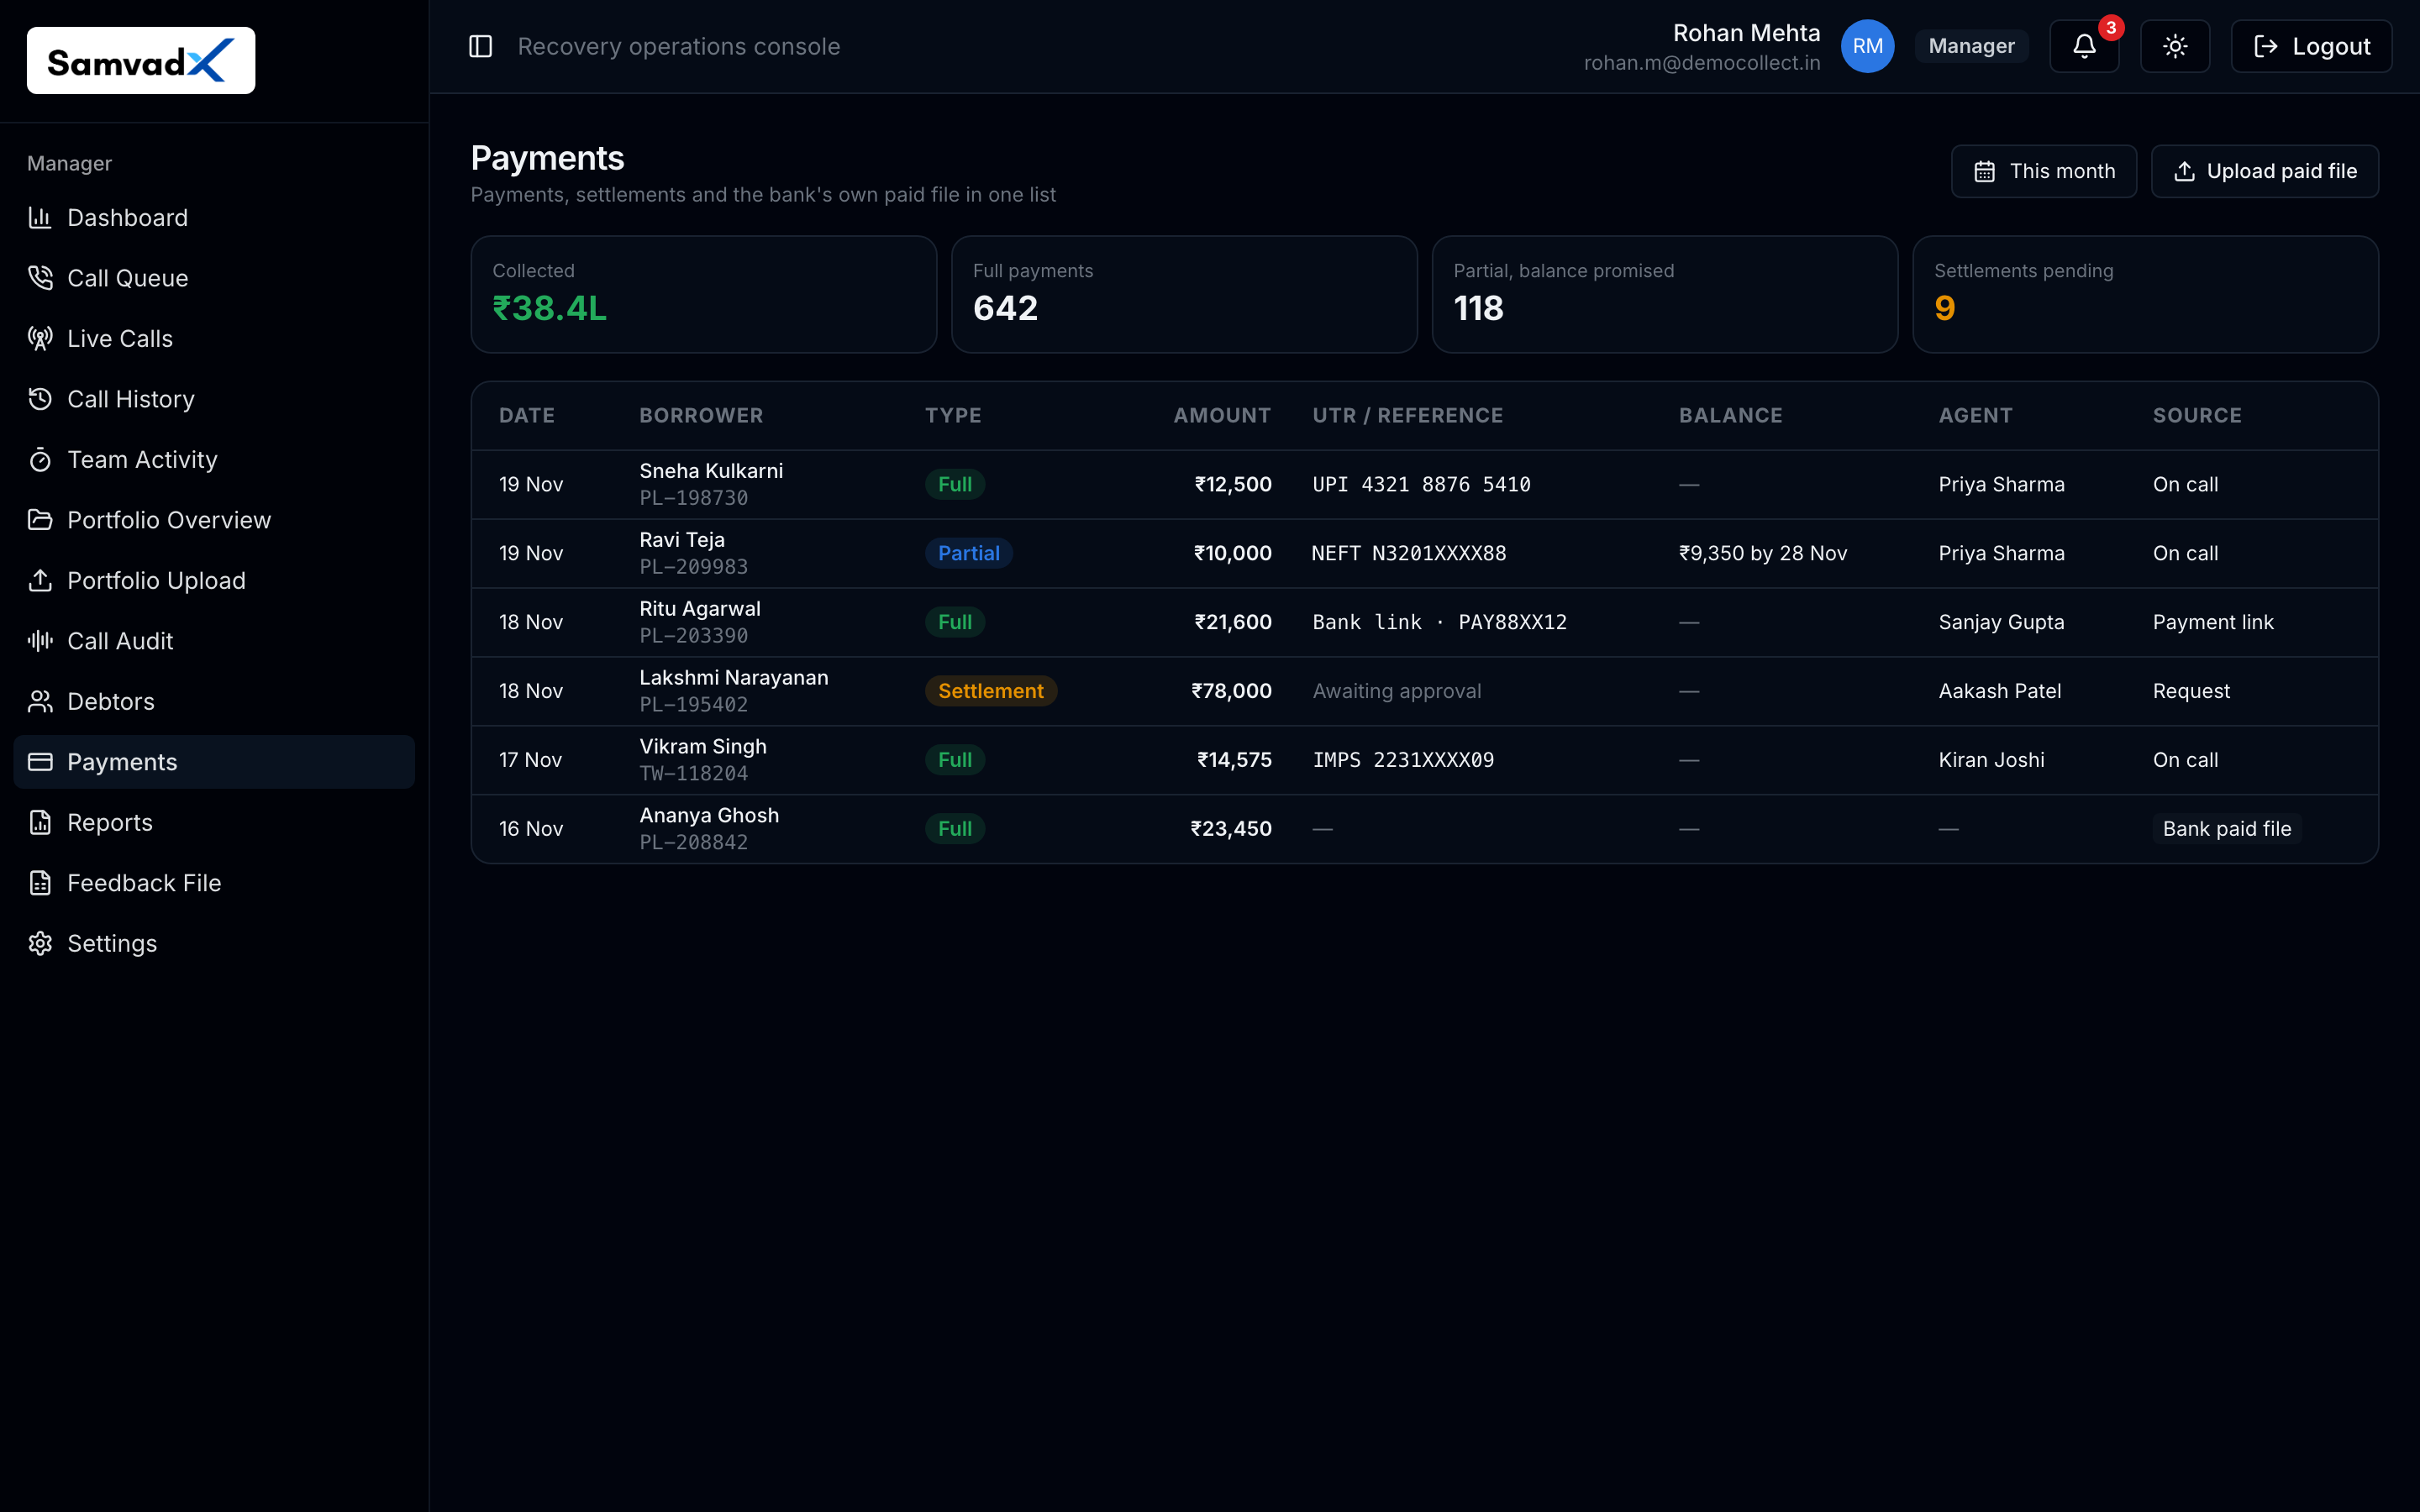 SamvadX
Recovery operations console
Rohan Mehta
rohan.m@democollect.in
RM
Manager
3
Logout
Manager
Dashboard
Call Queue
Live Calls
Call History
Team Activity
Portfolio Overview
Portfolio Upload
Call Audit
Debtors
Payments
Reports
Feedback File
Settings
Payments
Payments, settlements and the bank's own paid file in one list
This month
Upload paid file
Collected
₹38.4L
Full payments
642
Partial, balance promised
118
Settlements pending
9
DATE BORROWER TYPE AMOUNT UTR / REFERENCE BALANCE AGENT SOURCE
19 Nov Sneha Kulkarni PL-198730 Full ₹12,500 UPI 4321 8876 5410 — Priya Sharma On call
19 Nov Ravi Teja PL-209983 Partial ₹10,000 NEFT N3201XXXX88 ₹9,350 by 28 Nov Priya Sharma On call
18 Nov Ritu Agarwal PL-203390 Full ₹21,600 Bank link · PAY88XX12 — Sanjay Gupta Payment link
18 Nov Lakshmi Narayanan PL-195402 Settlement ₹78,000 Awaiting approval — Aakash Patel Request
17 Nov Vikram Singh TW-118204 Full ₹14,575 IMPS 2231XXXX09 — Kiran Joshi On call
16 Nov Ananya Ghosh PL-208842 Full ₹23,450 — — — Bank paid file